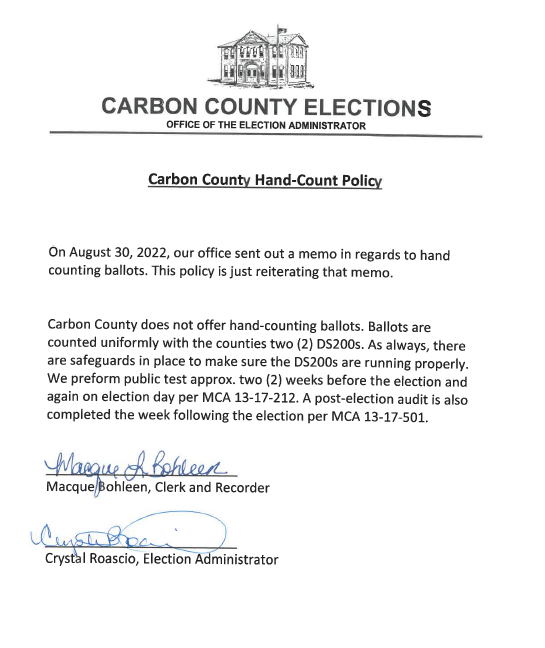 CARBON COUNTY ELECTIONS
OFFICE OF THE ELECTION ADMINISTRATOR
Carbon County Hand-Count Policy
On August 30, 2022, our office sent out a memo in regards to hand
counting ballots. This policy is just reiterating that memo.
Carbon County does not offer hand-counting ballots. Ballots are
counted uniformly with the counties two (2) DS200s. As always, there
are safeguards in place to make sure the DS200s are running properly.
We preform public test approx. two (2) weeks before the election and
again on election day per MCA 13-17-212. A post-election audit is also
completed the week following the election per MCA 13-17-501.
Macque L Bohleen
Macque Bohleen, Clerk and Recorder
Crystal Roascio, Election Administrator